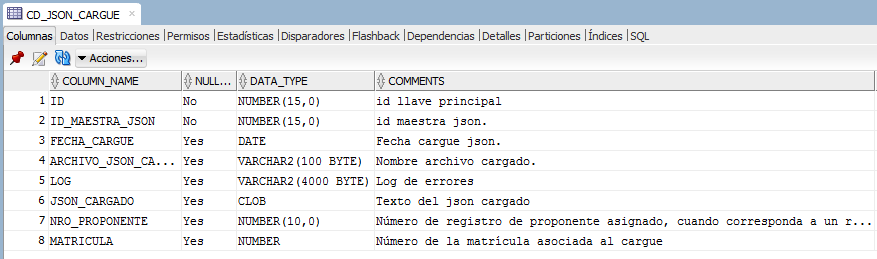 CD_JSON_CARGUE
Columnas Datos Restricciones Permisos Estadísticas Disparadores Flashback Dependencias Detalles Particiones Índices SQL
Acciones...
COLUMN_NAME NULL... DATA_TYPE COMMENTS
1 ID No NUMBER(15,0) id llave principal
2 ID_MAESTRA_JSON No NUMBER(15,0) id maestra json.
3 FECHA_CARGUE Yes DATE Fecha cargue json.
4 ARCHIVO_JSON_CA... Yes VARCHAR2(100 BYTE) Nombre archivo cargado.
5 LOG Yes VARCHAR2(4000 BYTE) Log de errores
6 JSON_CARGADO Yes CLOB Texto del json cargado
7 NRO_PROPONENTE Yes NUMBER(10,0) Número de registro de proponente asignado, cuando corresponda a un r...
8 MATRICULA Yes NUMBER Número de la matrícula asociada al cargue